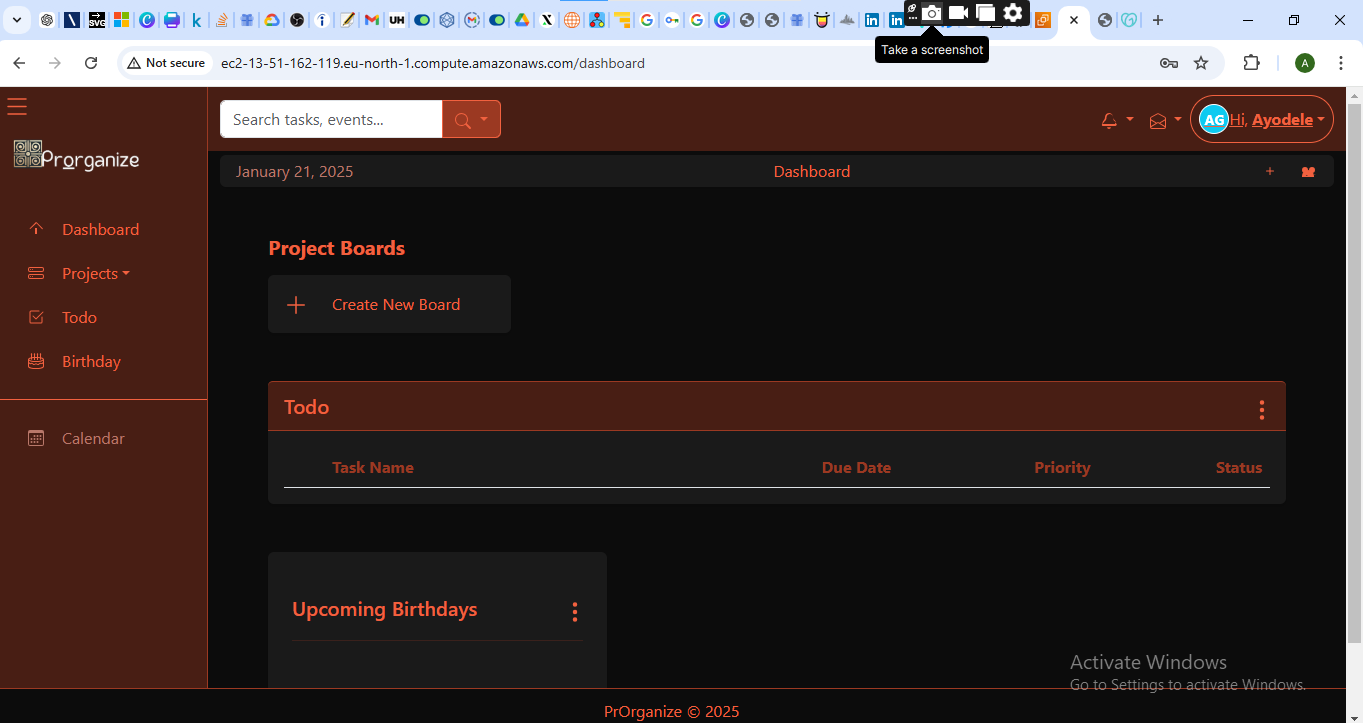 Take a screenshot
Not secure
ec2-13-51-162-119.eu-north-1.compute.amazonaws.com/dashboard
A
Search tasks, events...
AG Hi, Ayodele
Prorganize
January 21, 2025
Dashboard
Dashboard
Projects
Todo
Birthday
Calendar
Project Boards
Create New Board
Todo
Task Name Due Date Priority Status
Upcoming Birthdays
Activate Windows
Go to Settings to activate Windows.
PrOrganize © 2025